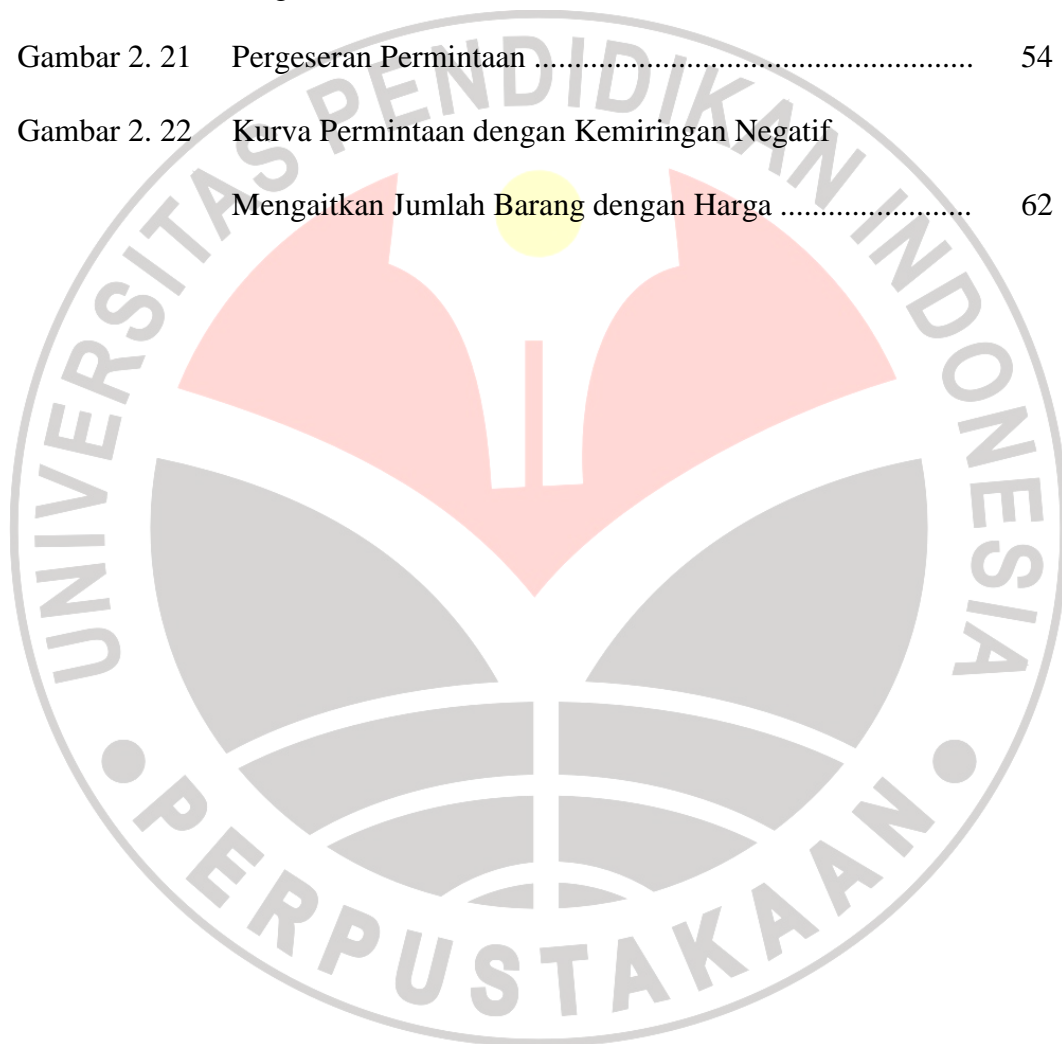 Gambar 2. 21 Pergeseran Permintaan ....................................................... 54
Gambar 2. 22 Kurva Permintaan dengan Kemiringan Negatif
Mengaitkan Jumlah Barang dengan Harga ........................ 62
UNIVERSITAS PENDIDIKAN INDONESIA
PERPUSTAKAAN